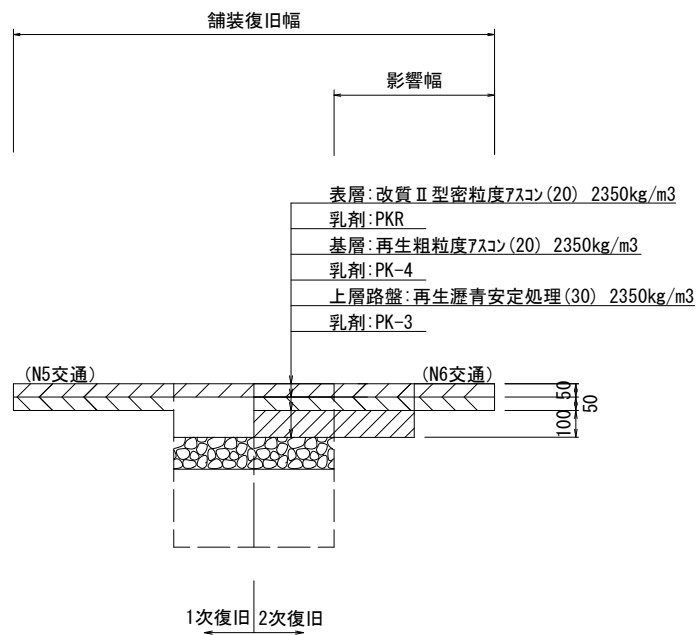 舗装復旧幅
影響幅
表層:改質Ⅱ型密粒度アスコン(20) 2350kg/m3
乳剤:PKR
基層:再生粗粒度アスコン(20) 2350kg/m3
乳剤:PK-4
上層路盤:再生瀝青安定処理(30) 2350kg/m3
乳剤:PK-3
(N5交通)
(N6交通)
50
50
100
1次復旧
2次復旧